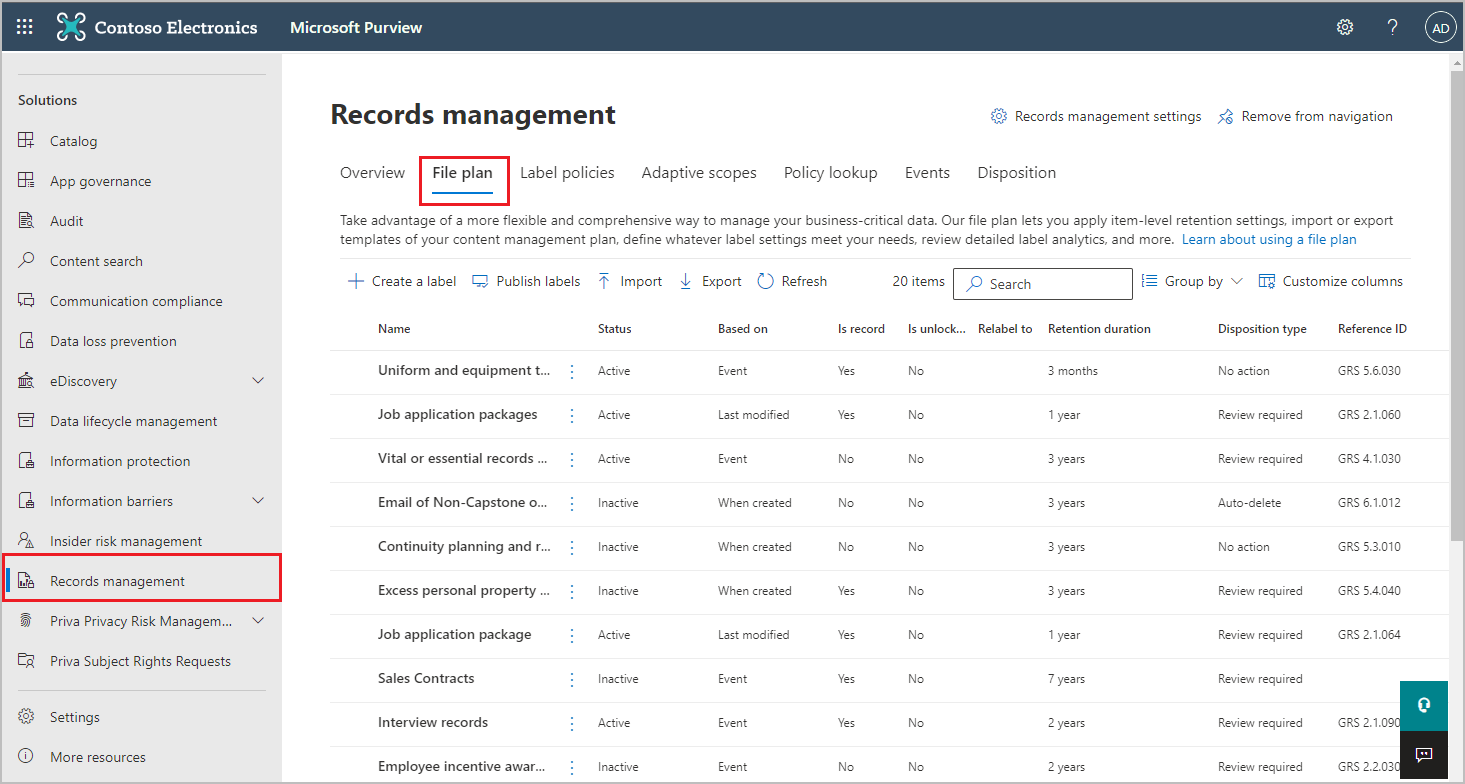 Contoso Electronics Microsoft Purview AD
Solutions
Catalog
App governance
Audit
Content search
Communication compliance
Data loss prevention
eDiscovery
Data lifecycle management
Information protection
Information barriers
Insider risk management
Records management
Priva Privacy Risk Managem...
Priva Subject Rights Requests
Settings
More resources
Records management
Records management settings Remove from navigation
Overview File plan Label policies Adaptive scopes Policy lookup Events Disposition
Take advantage of a more flexible and comprehensive way to manage your business-critical data. Our file plan lets you apply item-level retention settings, import or export
templates of your content management plan, define whatever label settings meet your needs, review detailed label analytics, and more. Learn about using a file plan
Create a label Publish labels Import Export Refresh 20 items Search Group by Customize columns
Name Status Based on Is record Is unlock... Relabel to Retention duration Disposition type Reference ID
Uniform and equipment t... Active Event Yes No 3 months No action GRS 5.6.030
Job application packages Active Last modified Yes No 1 year Review required GRS 2.1.060
Vital or essential records ... Active Event No No 3 years Review required GRS 4.1.030
Email of Non-Capstone o... Inactive When created No No 3 years Auto-delete GRS 6.1.012
Continuity planning and r... Inactive When created No No 3 years No action GRS 5.3.010
Excess personal property ... Inactive When created Yes No 3 years Review required GRS 5.4.040
Job application package Active Last modified Yes No 1 year Review required GRS 2.1.064
Sales Contracts Inactive Event Yes No 7 years Review required
Interview records Active Event Yes No 2 years Review required GRS 2.1.090
Employee incentive awar... Inactive Event No No 2 years Review required GRS 2.2.030